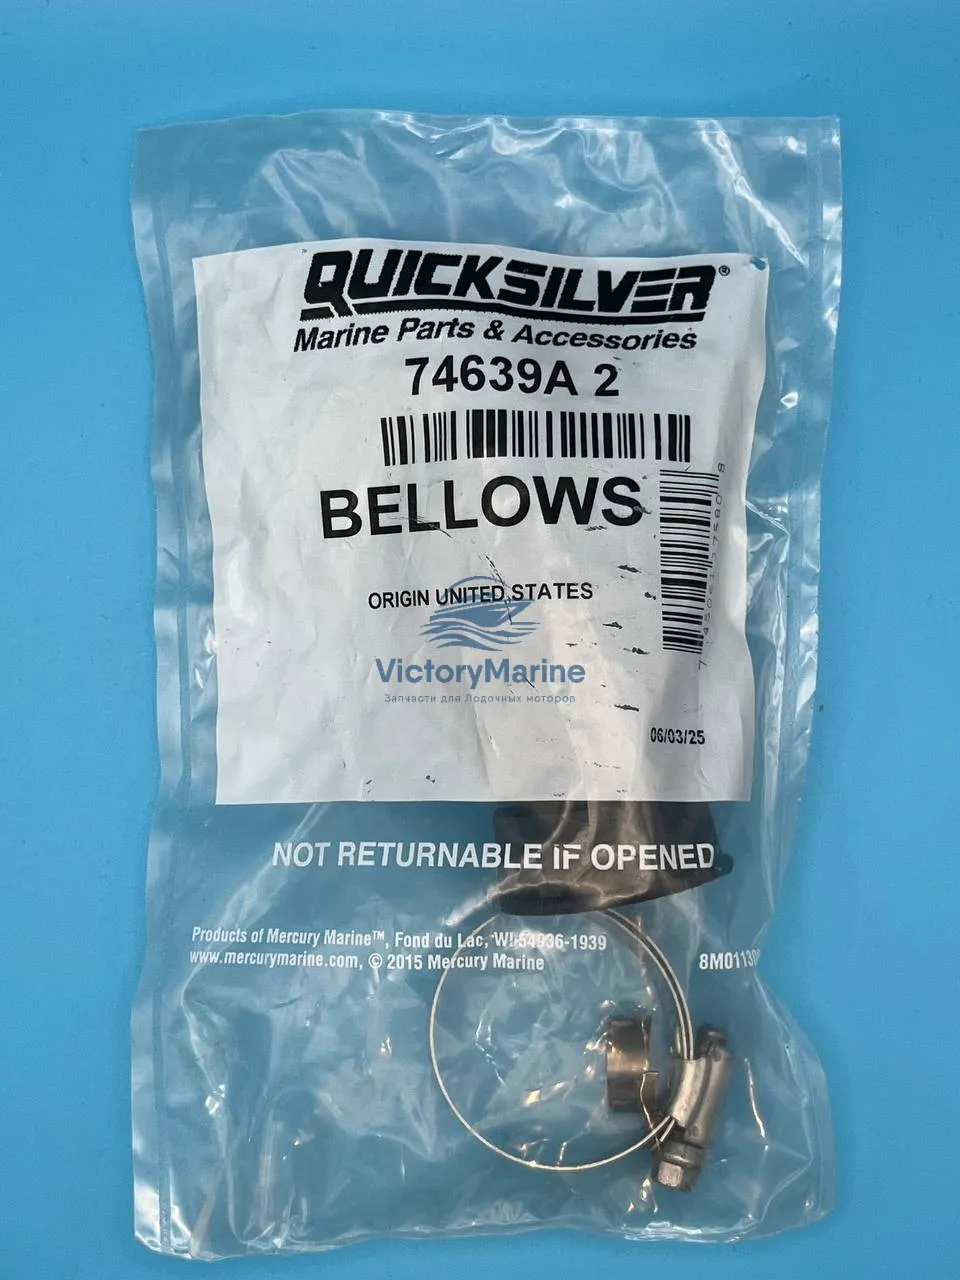 QUICKSILVER®
Marine Parts & Accessories
74639A 2
BELLOWS
ORIGIN UNITED STATES
VictoryMarine
Запчасти для Лодочных моторов
06/03/25
NOT RETURNABLE IF OPENED
Products of Mercury Marine™, Fond du Lac, WI 54936-1939
www.mercurymarine.com, © 2015 Mercury Marine